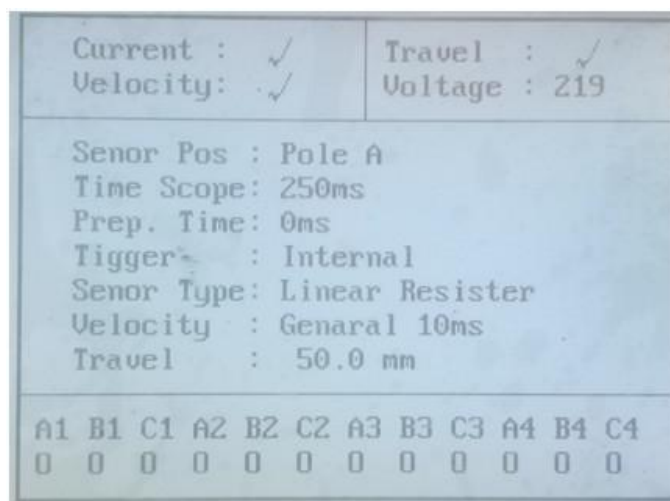 Current : ✓ Travel : ✓
Velocity: ✓ Voltage : 219
Senor Pos : Pole A
Time Scope: 250ms
Prep. Time: 0ms
Tigger : Internal
Senor Type: Linear Resister
Velocity : Genaral 10ms
Travel : 50.0 mm
A1 B1 C1 A2 B2 C2 A3 B3 C3 A4 B4 C4
0 0 0 0 0 0 0 0 0 0 0 0